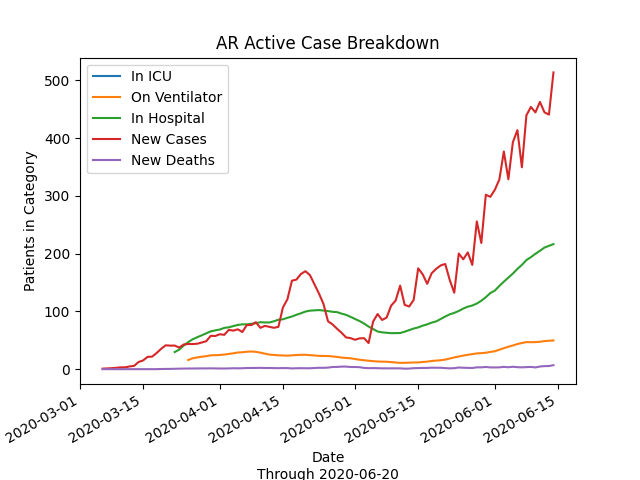 AR Active Case Breakdown
In ICU
On Ventilator
In Hospital
New Cases
New Deaths
Patients in Category
500
400
300
200
100
0
2020-03-01
2020-03-15
2020-04-01
2020-04-15
2020-05-01
2020-05-15
2020-06-01
2020-06-15
Date
Through 2020-06-20